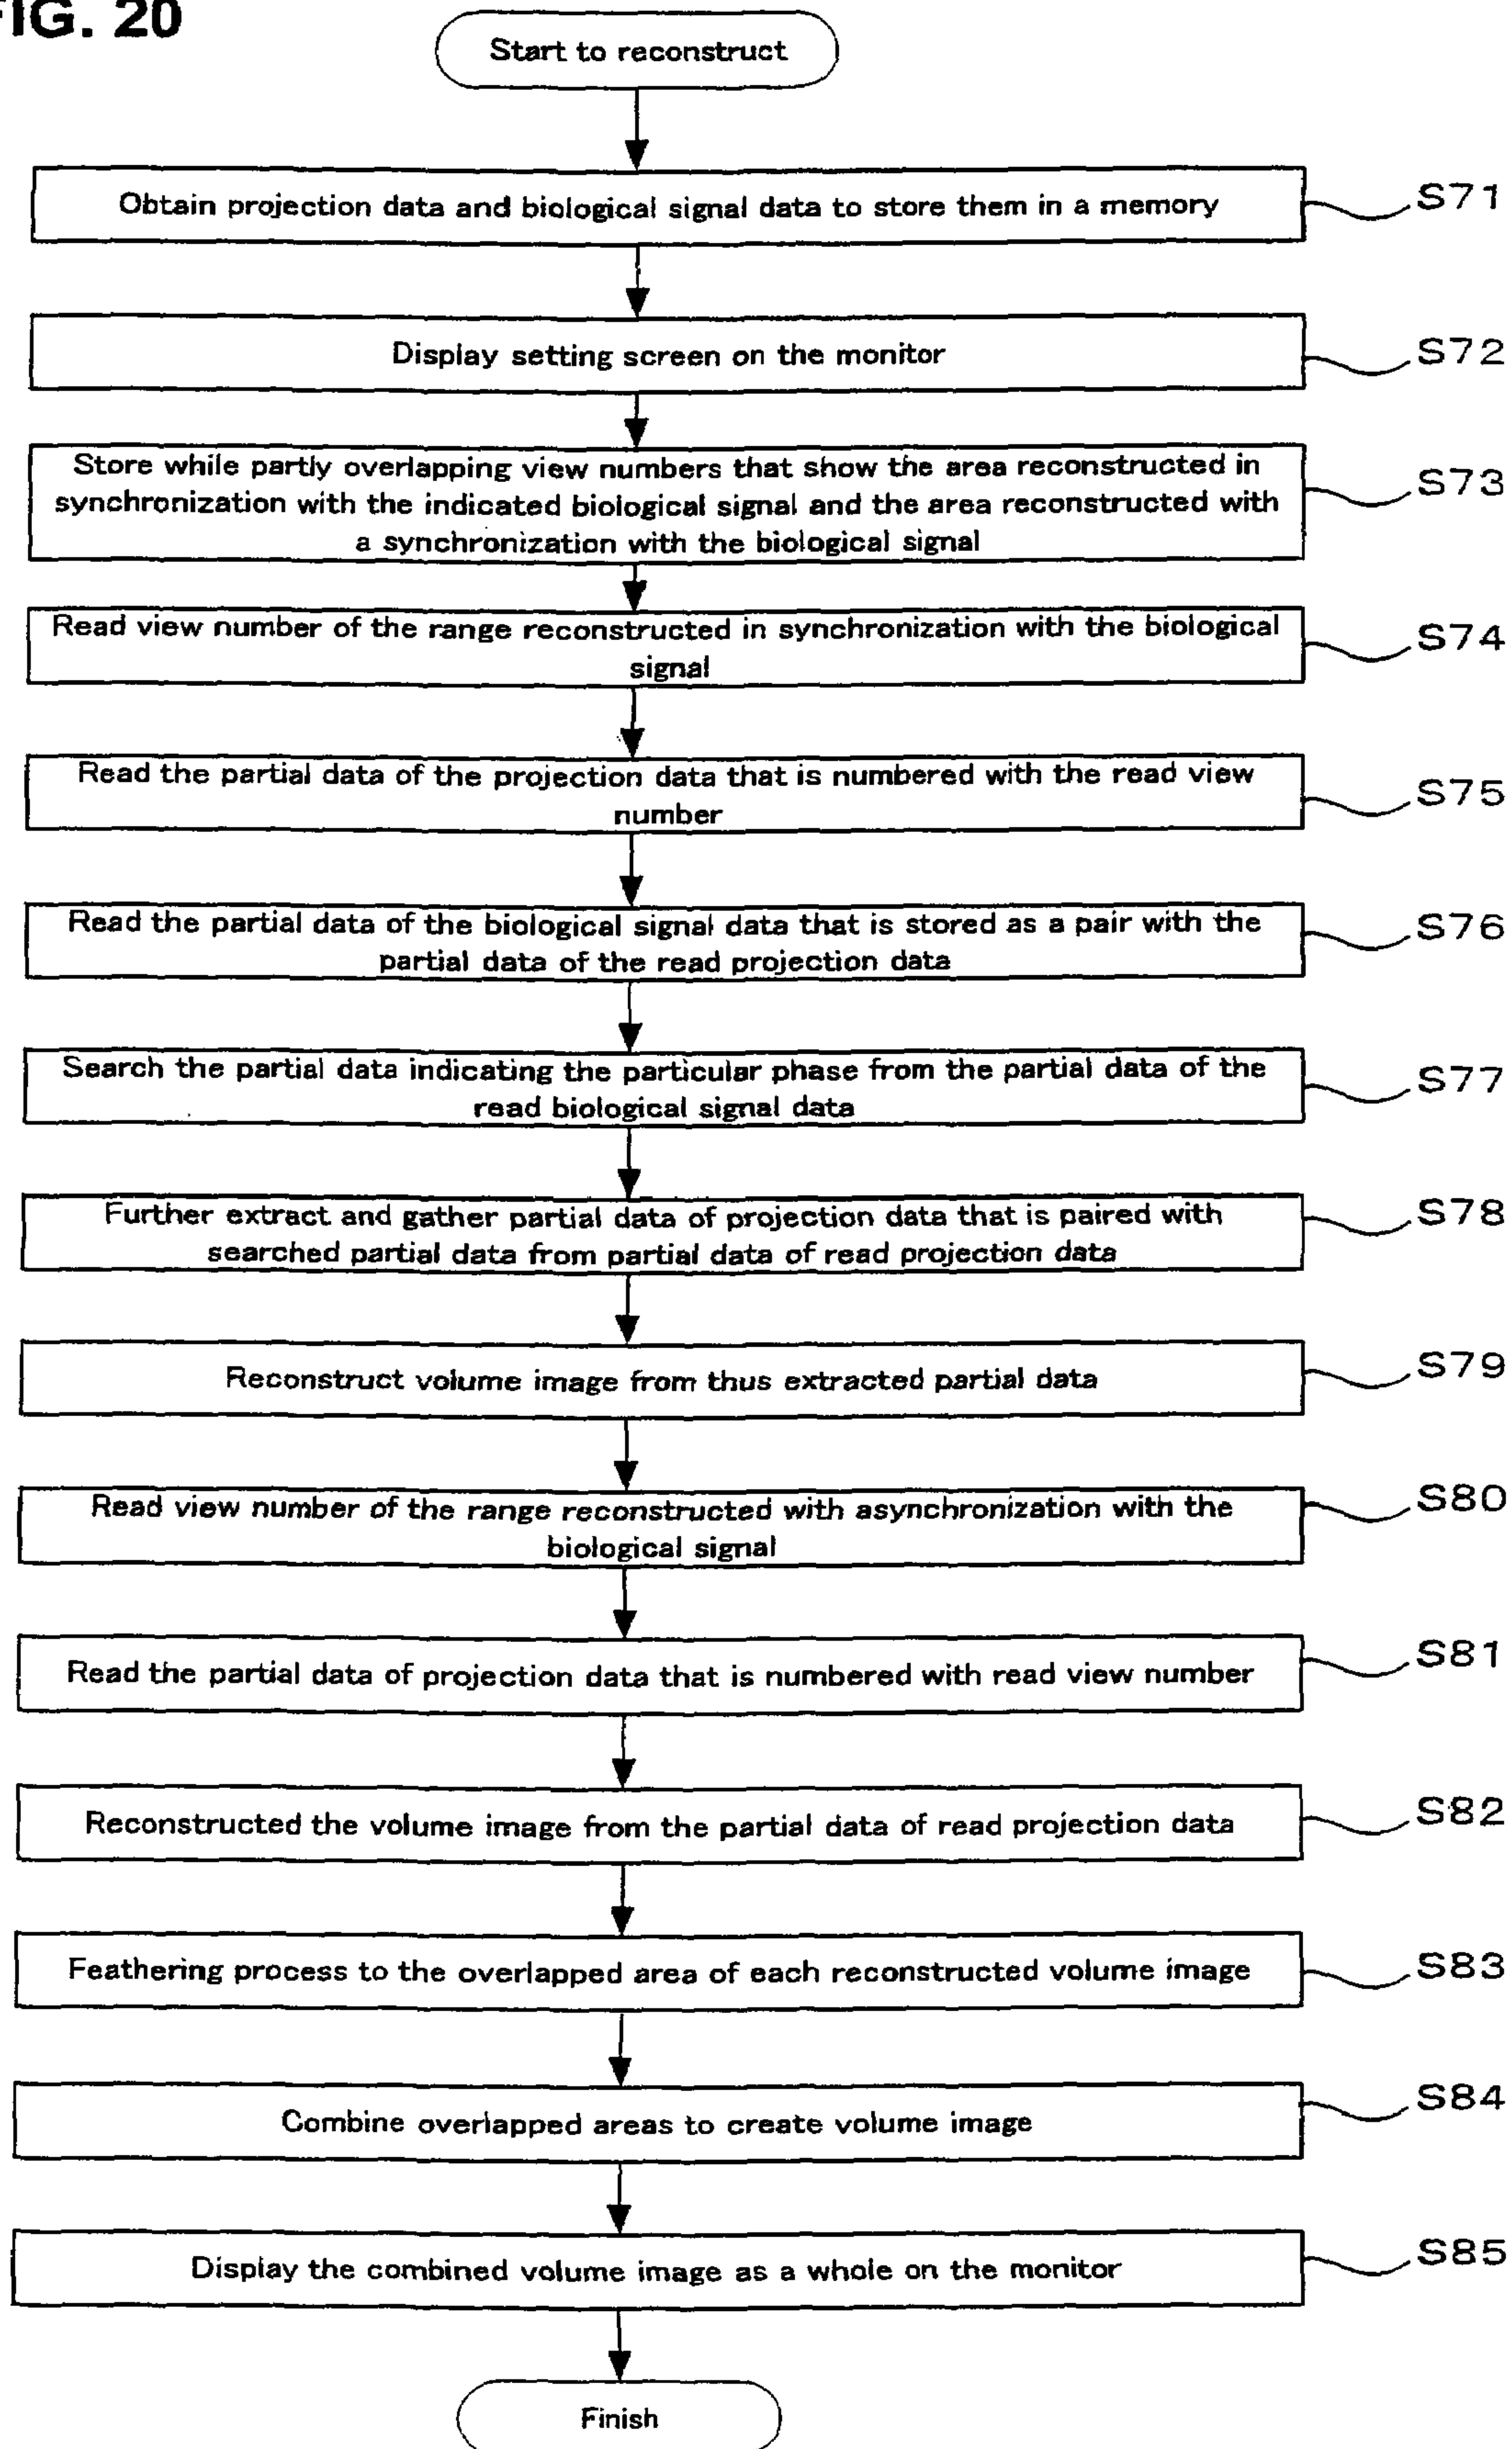 FIG. 20
Start to reconstruct
Obtain projection data and biological signal data to store them in a memory
S71
Display setting screen on the monitor
S72
Store while partly overlapping view numbers that show the area reconstructed in
synchronization with the indicated biological signal and the area reconstructed with
a synchronization with the biological signal
S73
Read view number of the range reconstructed in synchronization with the biological
signal
S74
Read the partial data of the projection data that is numbered with the read view
number
S75
Read the partial data of the biological signal data that is stored as a pair with the
partial data of the read projection data
S76
Search the partial data indicating the particular phase from the partial data of the
read biological signal data
S77
Further extract and gather partial data of projection data that is paired with
searched partial data from partial data of read projection data
S78
Reconstruct volume image from thus extracted partial data
S79
Read view number of the range reconstructed with asynchronization with the
biological signal
S80
Read the partial data of projection data that is numbered with read view number
S81
Reconstructed the volume image from the partial data of read projection data
S82
Feathering process to the overlapped area of each reconstructed volume image
S83
Combine overlapped areas to create volume image
S84
Display the combined volume image as a whole on the monitor
S85
Finish